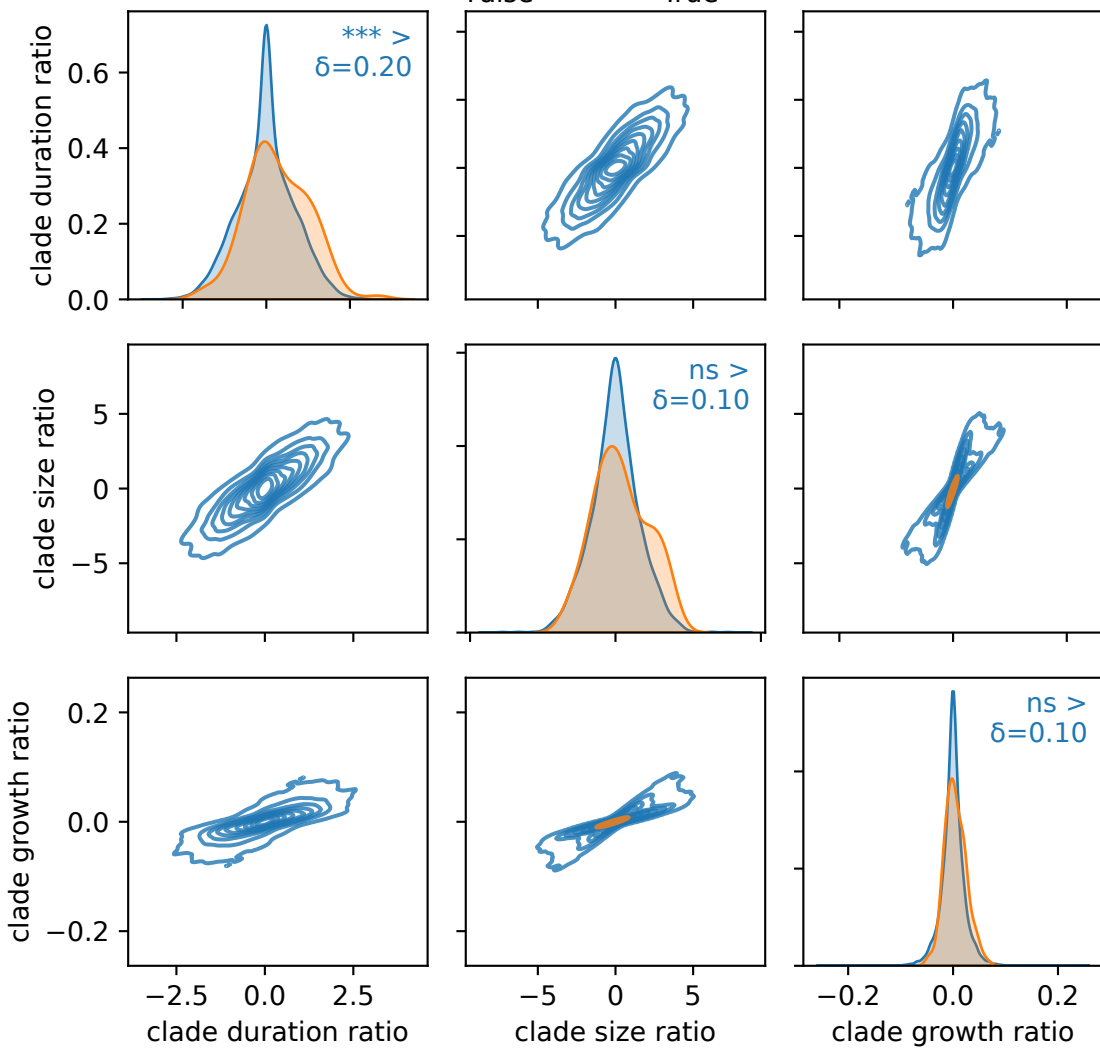 *** >
δ=0.20
clade duration ratio
0.6
0.4
0.2
0.0
ns >
δ=0.10
clade size ratio
5
0
−5
ns >
δ=0.10
clade growth ratio
0.2
0.0
−0.2
−2.5 0.0 2.5
−5 0 5
−0.2 0.0 0.2
clade duration ratio
clade size ratio
clade growth ratio